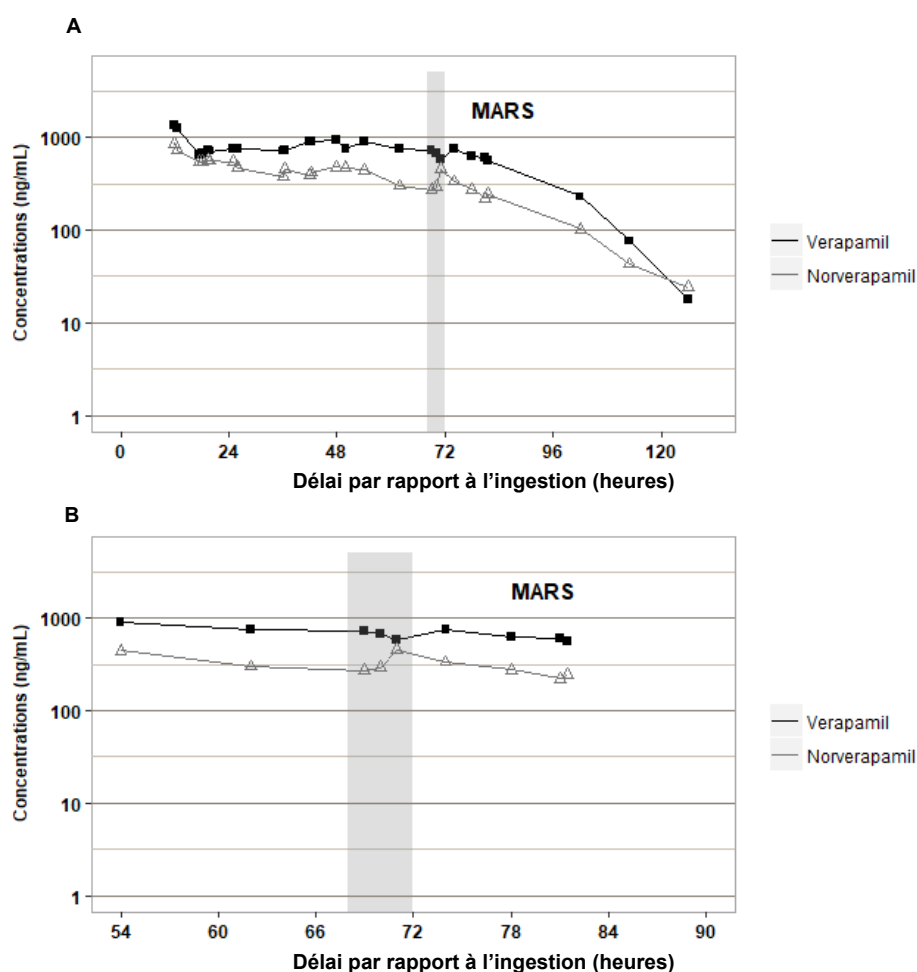 A
MARS
Concentrations (ng/mL)
1000
100
10
1
0 24 48 72 96 120
Délai par rapport à l'ingestion (heures)
Verapamil
Norverapamil
B
MARS
Concentrations (ng/mL)
1000
100
10
1
54 60 66 72 78 84 90
Délai par rapport à l'ingestion (heures)
Verapamil
Norverapamil